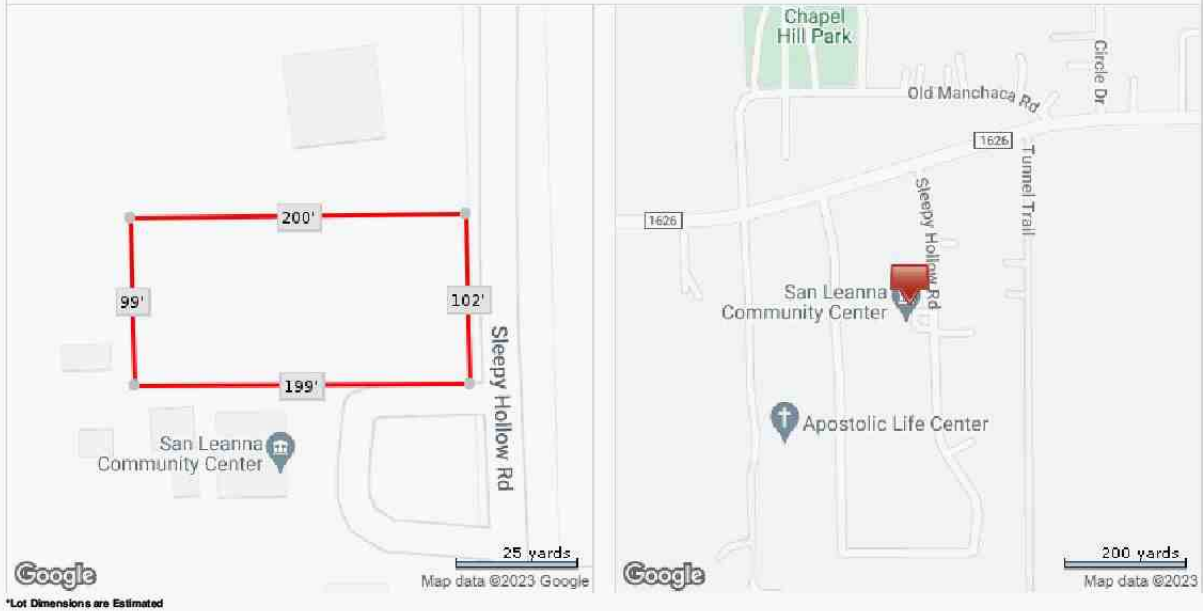 200'
99'
102'
199'
Sleepy Hollow Rd
San Leanna
Community Center
25 yards
Google
Map data ©2023 Google
Chapel
Hill Park
Old Manchaca Rd
Circle Dr
1626
Tunnel Trail
1626
Sleepy Hollow Rd
San Leanna
Community Center
Apostolic Life Center
200 yards
Google
Map data ©2023
*Lot Dimensions are Estimated